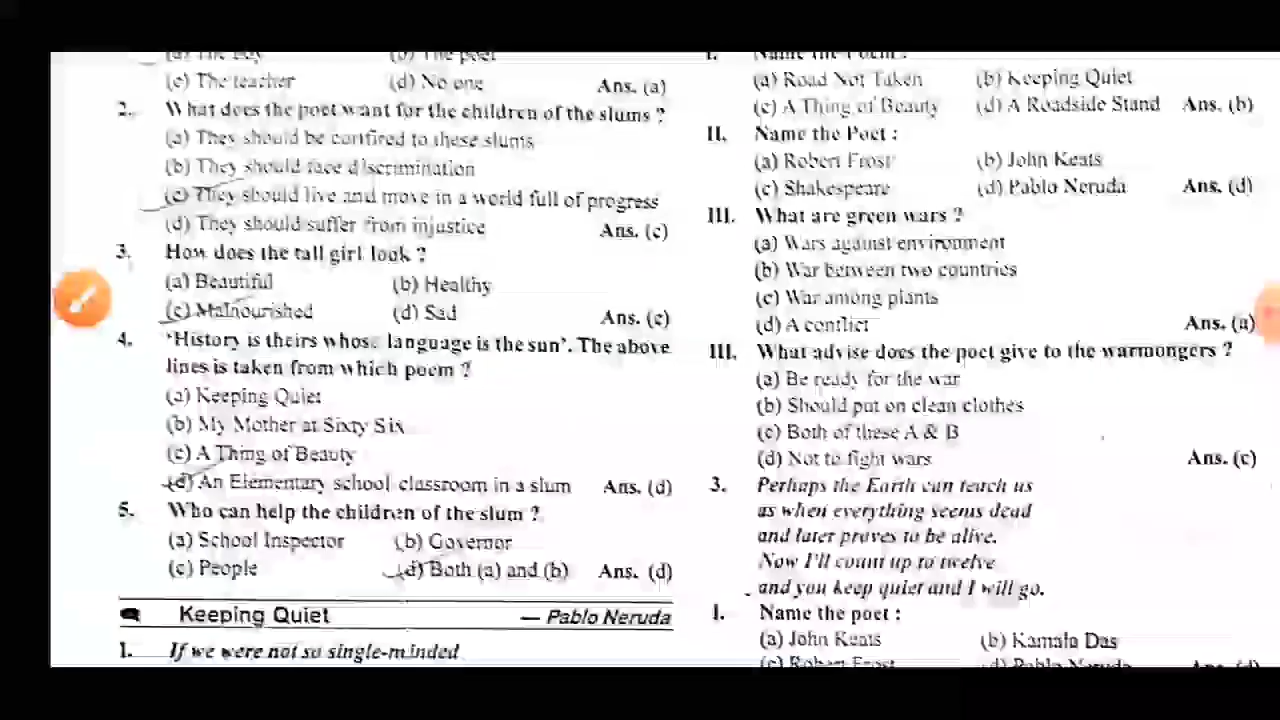 (c) The teacher (d) No one Ans. (a)
2. What does the poet want for the children of the slums ?
(a) They should be confired to these slums
(b) They should face discrimination
(c) They should live and move in a world full of progress
(d) They should suffer from injustice Ans. (c)
3. How does the tall girl look ?
(a) Beautiful (b) Healthy
(c) Malnourished (d) Sad Ans. (c)
4. 'History is theirs whose language is the sun'. The above
lines is taken from which poem ?
(a) Keeping Quiet
(b) My Mother at Sixty Six
(c) A Thing of Beauty
(d) An Elementary school classroom in a slum Ans. (d)
5. Who can help the children of the slum ?
(a) School Inspector (b) Governor
(c) People (d) Both (a) and (b) Ans. (d)
Keeping Quiet — Pablo Neruda
1. If we were not so single-minded
I. Name the Poem :
(a) Road Not Taken (b) Keeping Quiet
(c) A Thing of Beauty (d) A Roadside Stand Ans. (b)
II. Name the Poet :
(a) Robert Frost (b) John Keats
(c) Shakespeare (d) Pablo Neruda Ans. (d)
III. What are green wars ?
(a) Wars against environment
(b) War between two countries
(c) War among plants
(d) A conflict Ans. (a)
III. What advise does the poet give to the warmongers ?
(a) Be ready for the war
(b) Should put on clean clothes
(c) Both of these A & B
(d) Not to fight wars Ans. (c)
3. Perhaps the Earth can teach us
as when everything seems dead
and later proves to be alive.
Now I'll count up to twelve
and you keep quiet and I will go.
I. Name the poet :
(a) John Keats (b) Kamala Das
(c) Robert Frost (d) Pablo Neruda Ans. (d)